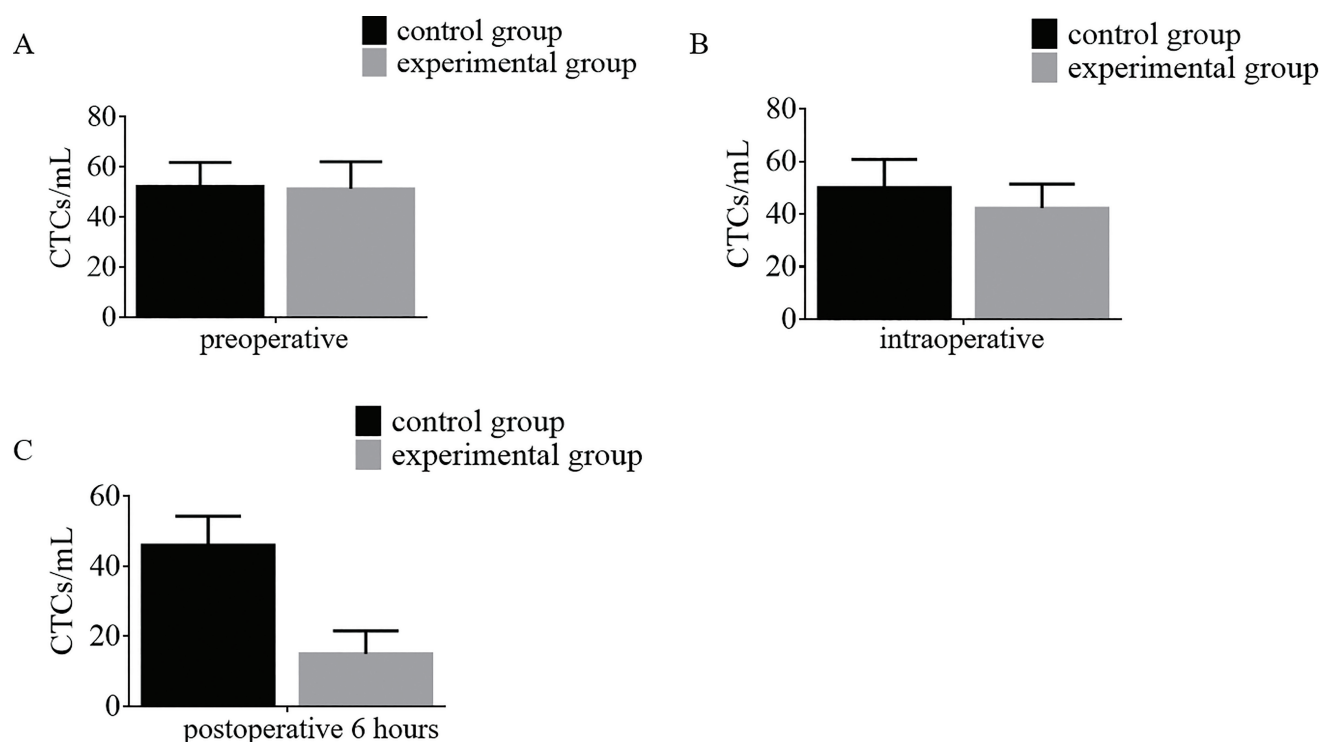 A
control group
experimental group
80
60
40
20
0
CTCs/mL
preoperative
B
control group
experimental group
80
60
40
20
0
CTCs/mL
intraoperative
C
control group
experimental group
60
40
20
0
CTCs/mL
postoperative 6 hours